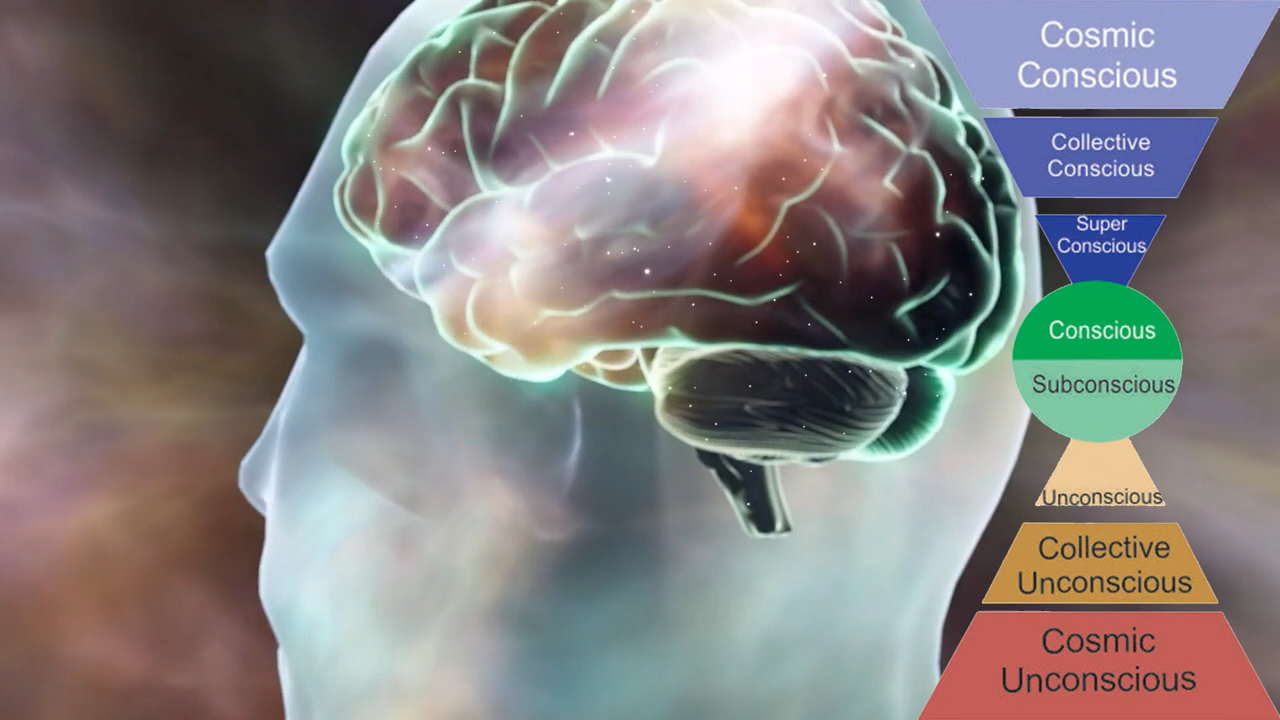 Cosmic
Conscious
Collective
Conscious
Super
Conscious
Conscious
Subconscious
Unconscious
Collective
Unconscious
Cosmic
Unconscious